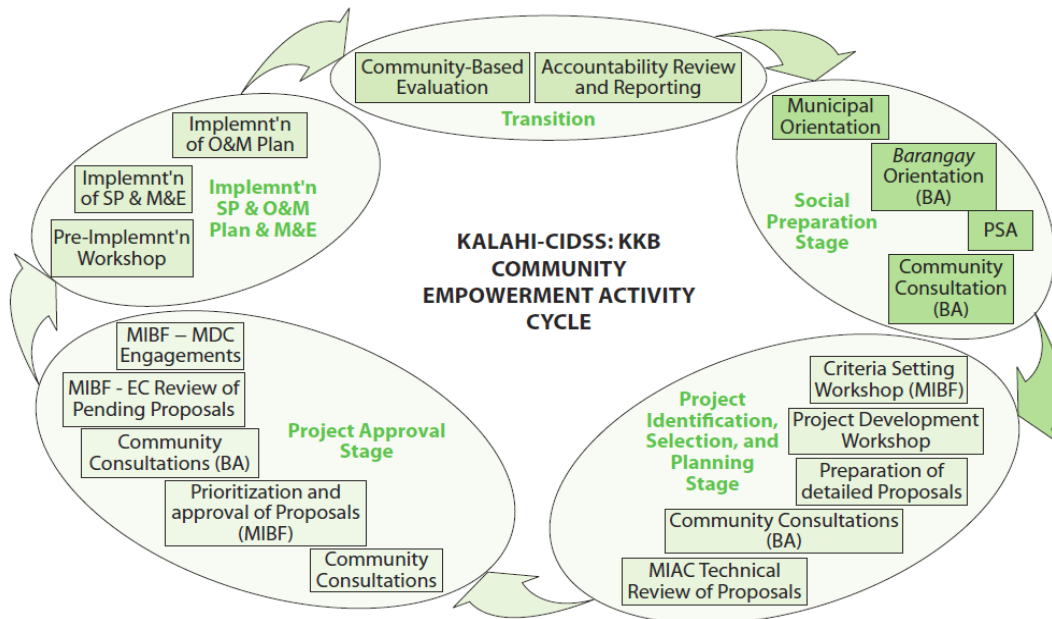 Community-Based
Evaluation
Accountability Review
and Reporting
Transition
Municipal
Orientation
Barangay
Orientation
(BA)
PSA
Community
Consultation
(BA)
Social
Preparation
Stage
Implemnt'n
of O&M Plan
Implemnt'n
of SP & M&E
Pre-Implemnt'n
Workshop
Implemnt'n
SP & O&M
Plan & M&E
KALAHI-CIDSS: KKB
COMMUNITY
EMPOWERMENT ACTIVITY
CYCLE
Criteria Setting
Workshop (MIBF)
Project Development
Workshop
Preparation of
detailed Proposals
Community Consultations
(BA)
MIAC Technical
Review of Proposals
Project
Identification,
Selection, and
Planning
Stage
MIBF – MDC
Engagements
MIBF - EC Review of
Pending Proposals
Community
Consultations (BA)
Prioritization and
approval of Proposals
(MIBF)
Community
Consultations
Project Approval
Stage